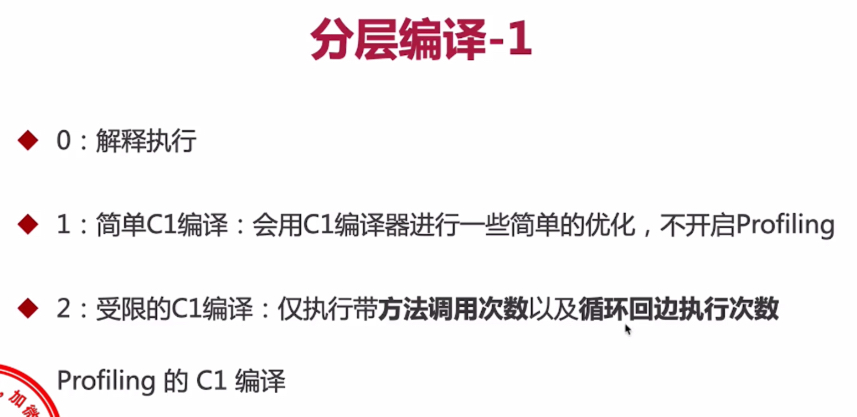 分层编译-1
0：解释执行
1：简单C1编译：会用C1编译器进行一些简单的优化，不开启Profiling
2：受限的C1编译：仅执行带方法调用次数以及循环回边执行次数
Profiling 的 C1 编译
，加微